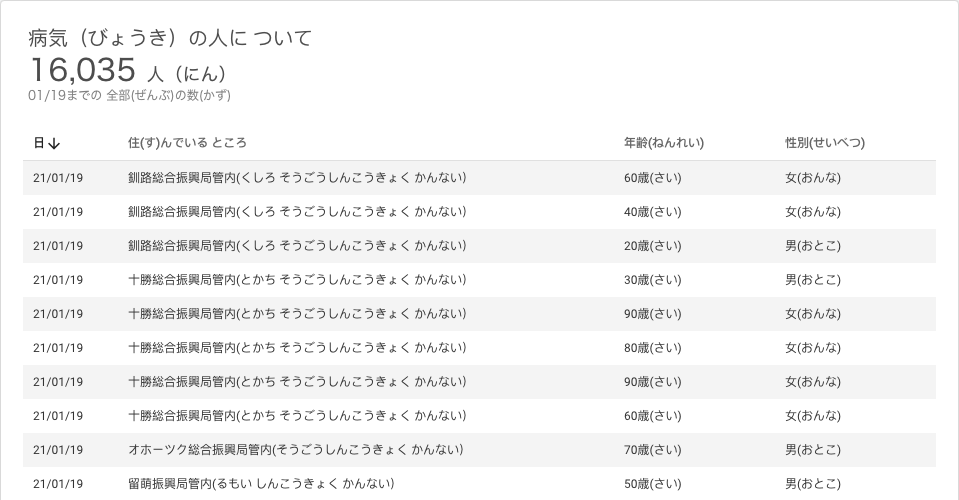 病気（びょうき）の人に ついて
16,035 人（にん）
01/19までの 全部(ぜんぶ)の数(かず)
日↓ 住(す)んでいる ところ 年齢(ねんれい) 性別(せいべつ)
21/01/19 釧路総合振興局管内(くしろ そうごうしんこうきょく かんない） 60歳(さい) 女(おんな)
21/01/19 釧路総合振興局管内(くしろ そうごうしんこうきょく かんない） 40歳(さい) 女(おんな)
21/01/19 釧路総合振興局管内(くしろ そうごうしんこうきょく かんない） 20歳(さい) 男(おとこ)
21/01/19 十勝総合振興局管内(とかち そうごうしんこうきょく かんない） 30歳(さい) 男(おとこ)
21/01/19 十勝総合振興局管内(とかち そうごうしんこうきょく かんない） 90歳(さい) 女(おんな)
21/01/19 十勝総合振興局管内(とかち そうごうしんこうきょく かんない） 80歳(さい) 女(おんな)
21/01/19 十勝総合振興局管内(とかち そうごうしんこうきょく かんない） 90歳(さい) 女(おんな)
21/01/19 十勝総合振興局管内(とかち そうごうしんこうきょく かんない） 60歳(さい) 女(おんな)
21/01/19 オホーツク総合振興局管内(そうごうしんこうきょく かんない） 70歳(さい) 男(おとこ)
21/01/19 留萌振興局管内(るもい しんこうきょく かんない） 50歳(さい) 男(おとこ)